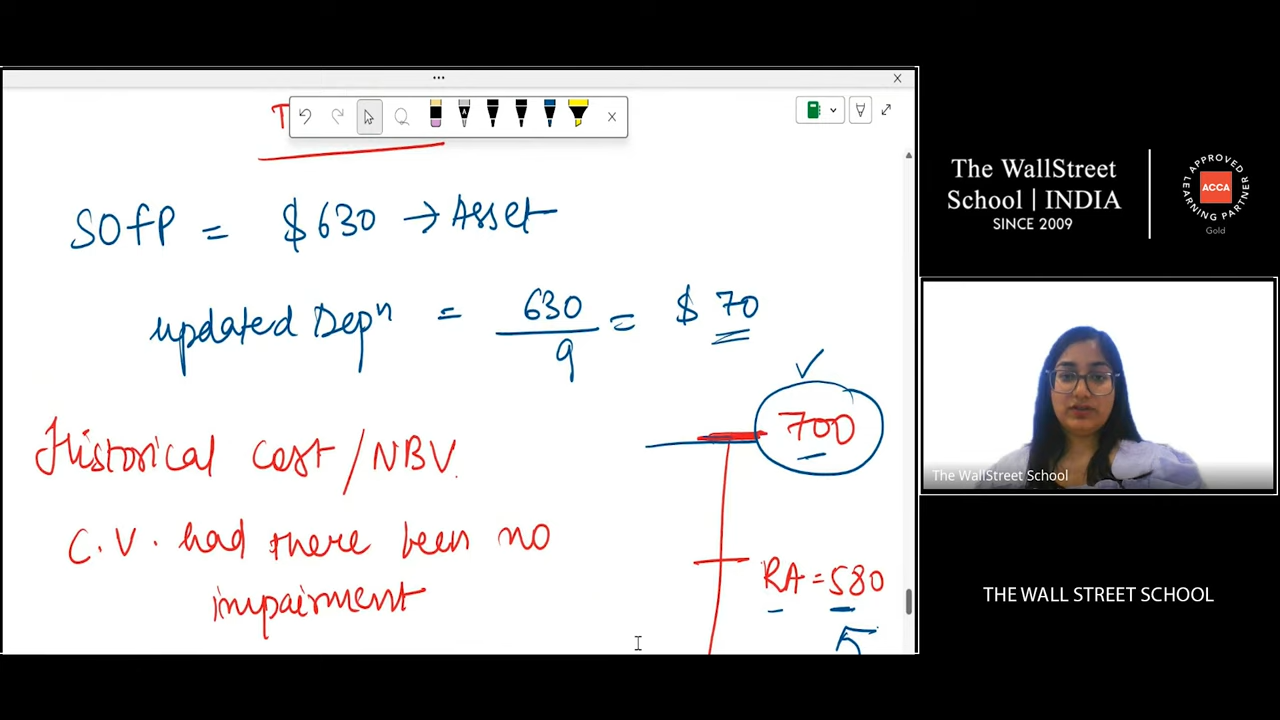 T
SOFP = $630 → Asset
updated Depⁿ = 630/9 = $ 70
700
Historical cost/NBV.
C.V. had there been no
impairment
RA = 580
5
The WallStreet
School | INDIA
SINCE 2009
APPROVED
ACCA
LEARNING PARTNER
Gold
The WallStreet School
THE WALL STREET SCHOOL